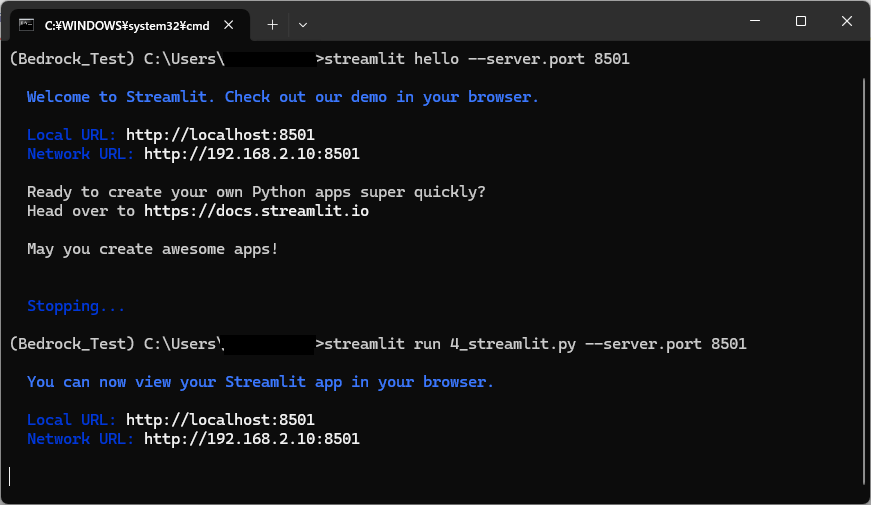 C:¥WINDOWS¥system32¥cmd
(Bedrock_Test) C:\Users\ >streamlit hello --server.port 8501
Welcome to Streamlit. Check out our demo in your browser.
Local URL: http://localhost:8501
Network URL: http://192.168.2.10:8501
Ready to create your own Python apps super quickly?
Head over to https://docs.streamlit.io
May you create awesome apps!
Stopping...
(Bedrock_Test) C:\Users\ >streamlit run 4_streamlit.py --server.port 8501
You can now view your Streamlit app in your browser.
Local URL: http://localhost:8501
Network URL: http://192.168.2.10:8501